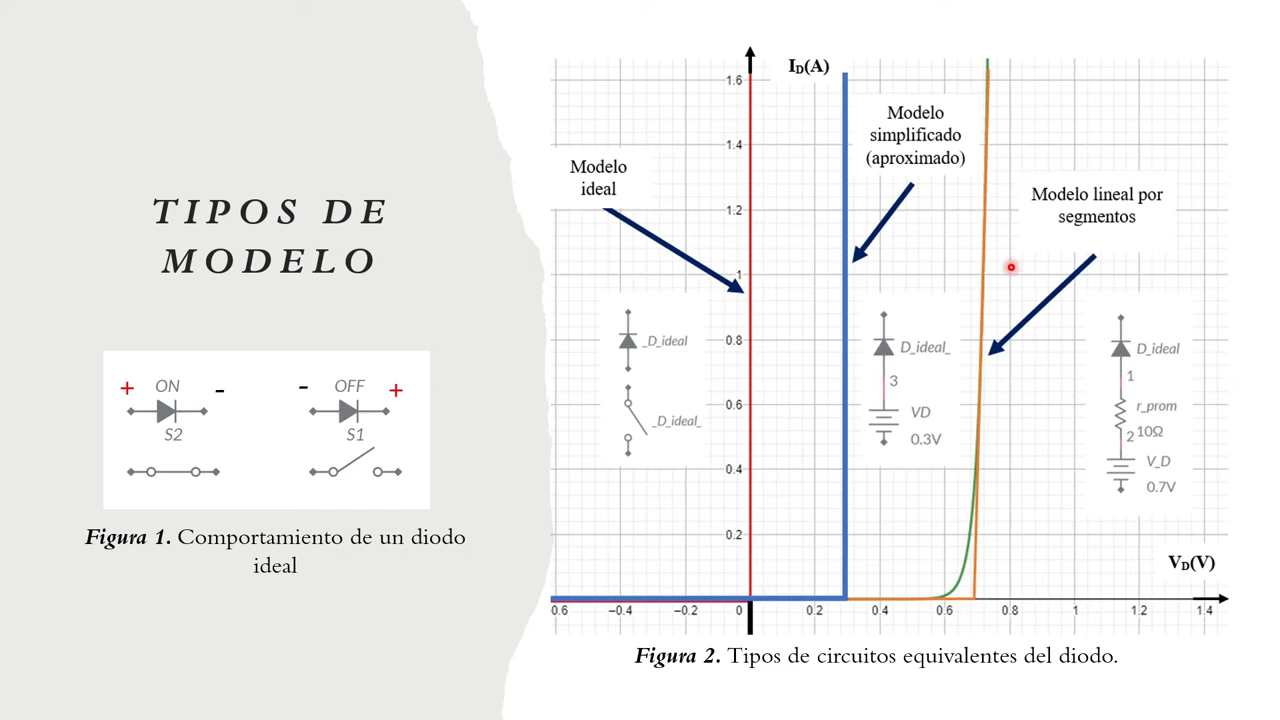 TIPOS DE
MODELO
+ ON - - OFF +
S2 S1
Figura 1. Comportamiento de un diodo
ideal
I_D(A)
1.6
1.4
1.2
1
0.8
0.6
0.4
0.2
0.6 −0.4 −0.2 0 0.2 0.4 0.6 0.8 1 1.2 1.4
V_D(V)
Modelo
ideal
Modelo
simplificado
(aproximado)
Modelo lineal por
segmentos
_D_ideal
_D_ideal_
D_ideal_
3
VD
0.3V
D_ideal
1
r_prom
10Ω
2
V_D
0.7V
Figura 2. Tipos de circuitos equivalentes del diodo.